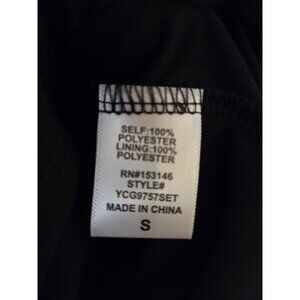 SELF:100%
POLYESTER
LINING:100%
POLYESTER
RN#153146
STYLE#
YCG9757SET
MADE IN CHINA
S